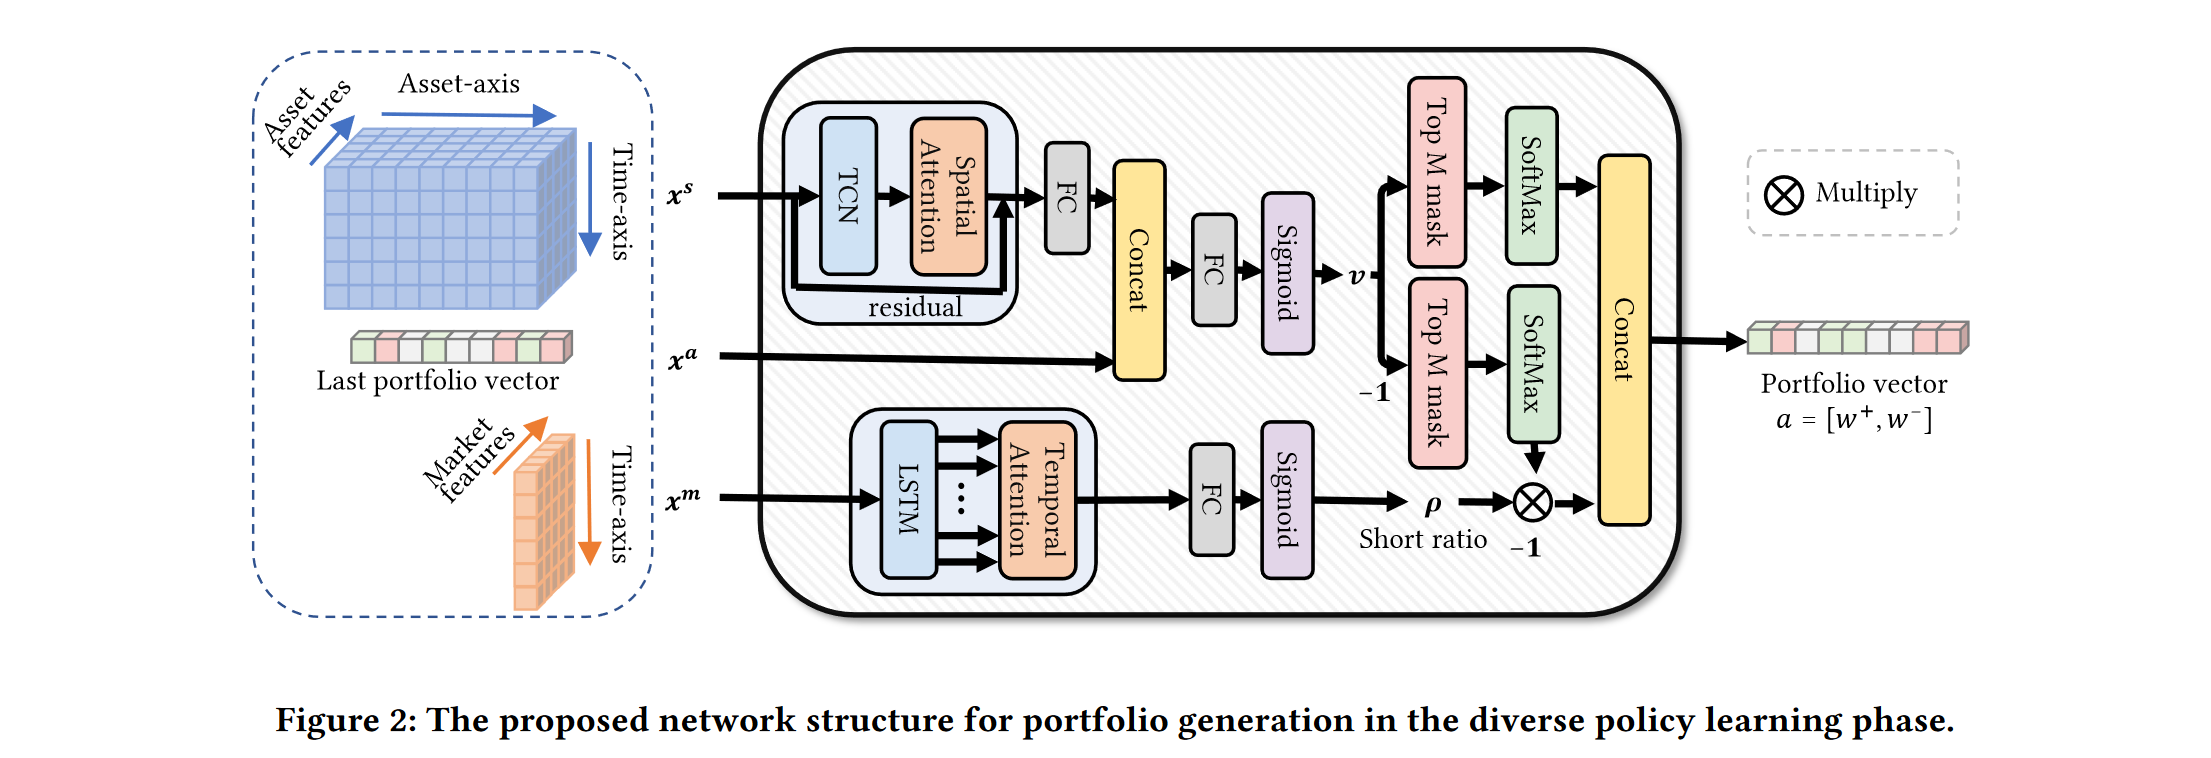 Asset features
Asset-axis
Time-axis
Last portfolio vector
Market features
Time-axis
x^s
x^a
x^m
TCN
Spatial Attention
residual
FC
Concat
FC
Sigmoid
v
−1
Top M mask
SoftMax
Top M mask
SoftMax
LSTM
...
Temporal Attention
FC
Sigmoid
ρ
Short ratio
−1
Concat
Multiply
Portfolio vector
a = [w⁺, w⁻]
Figure 2: The proposed network structure for portfolio generation in the diverse policy learning phase.